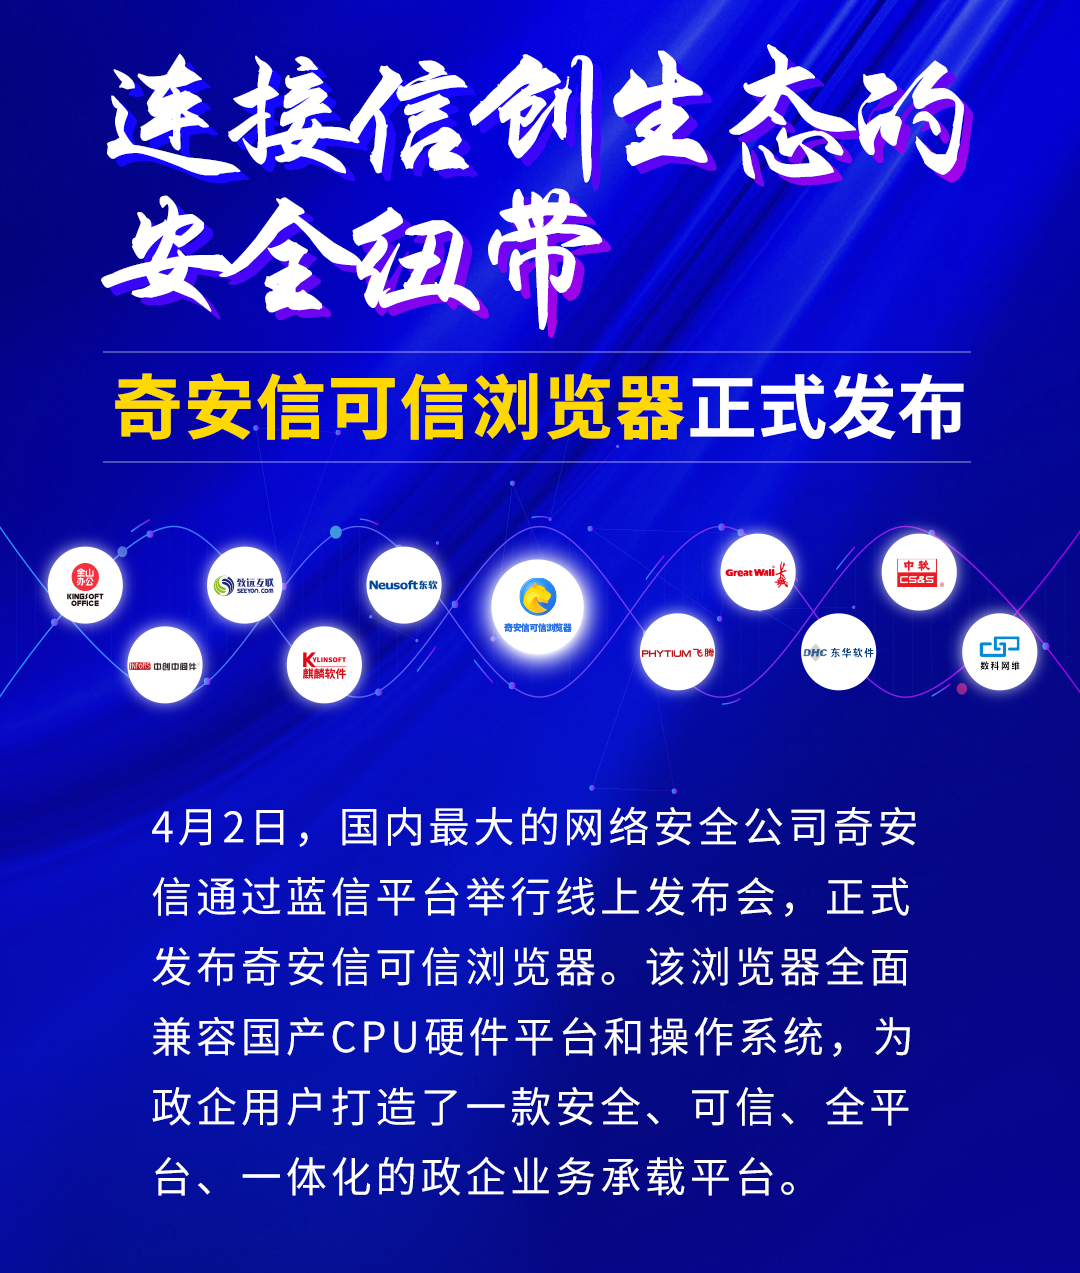 连接信创生态的
安全纽带
奇安信可信浏览器正式发布
金山
办公
KINGSOFT
OFFICE
致远互联
SEEYON.COM
Neusoft东软
奇安信可信浏览器
Great Wall 长城
中软
CS&S
®
INFORS 中创中间件
KYLINSOFT
麒麟软件
PHYTIUM飞腾
DHC 东华软件
数科网维
4月2日，国内最大的网络安全公司奇安
信通过蓝信平台举行线上发布会，正式
发布奇安信可信浏览器。该浏览器全面
兼容国产CPU硬件平台和操作系统，为
政企用户打造了一款安全、可信、全平
台、一体化的政企业务承载平台。